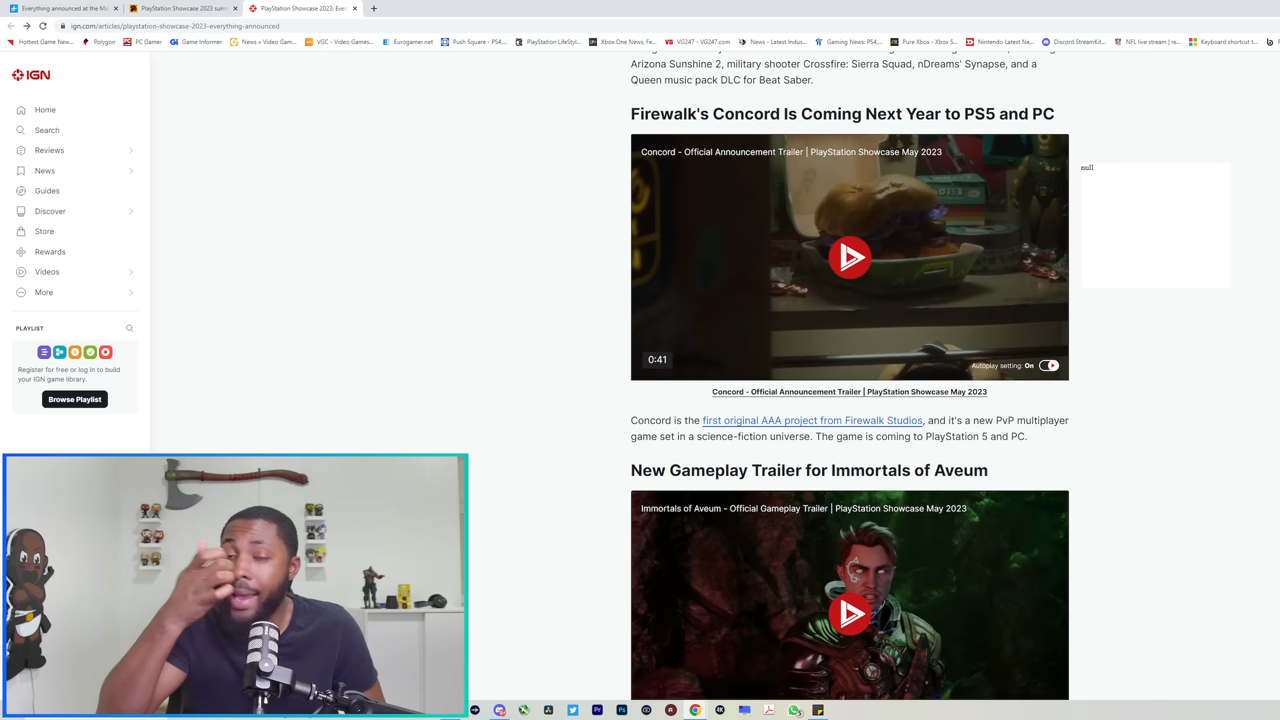 Everything announced at the Mu
PlayStation Showcase 2023 sum
PlayStation Showcase 2023: Eve
ign.com/articles/playstation-showcase-2023-everything-announced
Hottest Game New...
Polygon
PC Gamer
Game Informer
News + Video Gam...
VGC - Video Games...
Eurogamer.net
Push Square - PS4,...
PlayStation LifeStyl...
Xbox One News, Fe...
VG247 - VG247.com
News - Latest Indus...
Gaming News: PS4,...
Pure Xbox - Xbox S...
Nintendo Latest Ne...
Discord StreamKit...
NFL live stream | re...
Keyboard shortcut t...
IGN
Home
Search
Reviews
News
Guides
Discover
Store
Rewards
Videos
More
PLAYLIST
Register for free or log in to build
your IGN game library.
Browse Playlist
Arizona Sunshine 2, military shooter Crossfire: Sierra Squad, nDreams' Synapse, and a
Queen music pack DLC for Beat Saber.
Firewalk's Concord Is Coming Next Year to PS5 and PC
Concord - Official Announcement Trailer | PlayStation Showcase May 2023
0:41
Autoplay setting: On
Concord - Official Announcement Trailer | PlayStation Showcase May 2023
Concord is the first original AAA project from Firewalk Studios, and it's a new PvP multiplayer
game set in a science-fiction universe. The game is coming to PlayStation 5 and PC.
New Gameplay Trailer for Immortals of Aveum
Immortals of Aveum - Official Gameplay Trailer | PlayStation Showcase May 2023
null